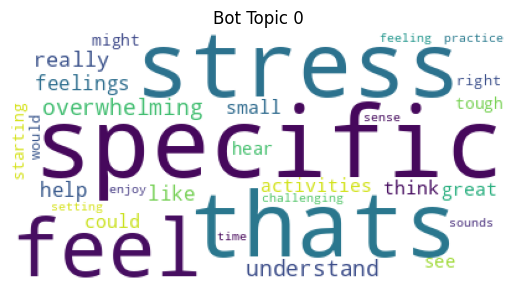 Bot Topic 0
might feeling practice
really stress right
feelings
starting would overwhelming small tough
specific sense
hear
help enjoy like activities think great
challenging
feel setting could thats time sounds
understand see